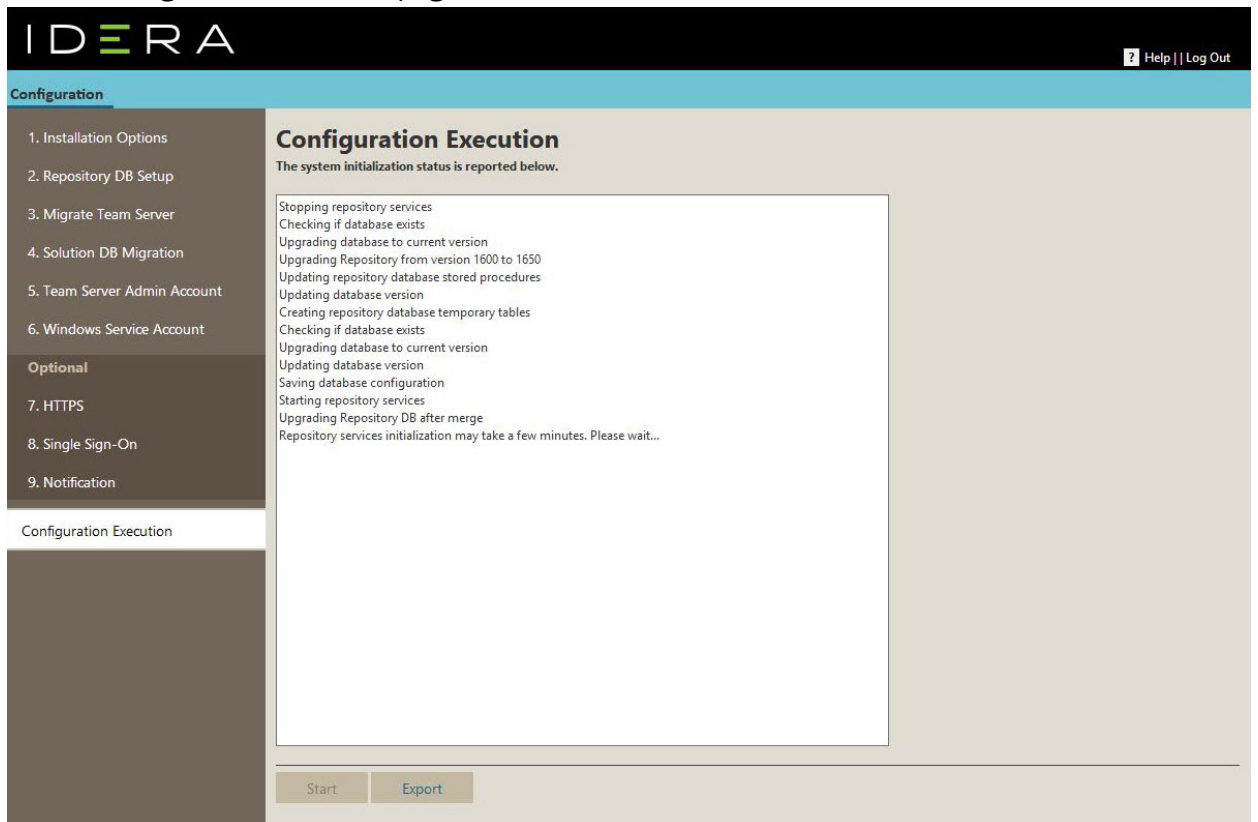 IDERA
? Help | | Log Out
Configuration
1. Installation Options
2. Repository DB Setup
3. Migrate Team Server
4. Solution DB Migration
5. Team Server Admin Account
6. Windows Service Account
Optional
7. HTTPS
8. Single Sign-On
9. Notification
Configuration Execution
Configuration Execution
The system initialization status is reported below.
Stopping repository services
Checking if database exists
Upgrading database to current version
Upgrading Repository from version 1600 to 1650
Updating repository database stored procedures
Updating database version
Creating repository database temporary tables
Checking if database exists
Upgrading database to current version
Updating database version
Saving database configuration
Starting repository services
Upgrading Repository DB after merge
Repository services initialization may take a few minutes. Please wait...
Start
Export